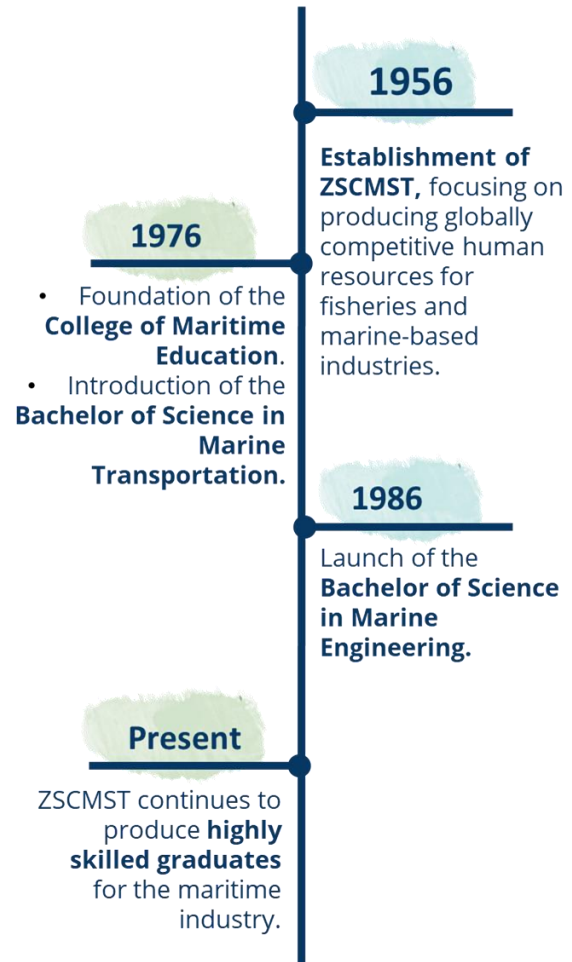 1956
Establishment of
ZSCMST, focusing on
producing globally
competitive human
resources for
fisheries and
marine-based
industries.
1976
• Foundation of the
College of Maritime
Education.
• Introduction of the
Bachelor of Science in
Marine
Transportation.
1986
Launch of the
Bachelor of Science
in Marine
Engineering.
Present
ZSCMST continues to
produce highly
skilled graduates
for the maritime
industry.